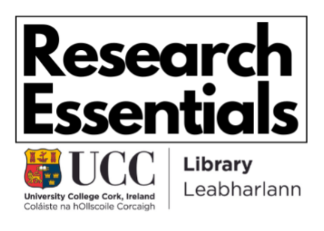 Research
Essentials
UCC
University College Cork, Ireland
Coláiste na hOllscoile Corcaigh
Library
Leabharlann